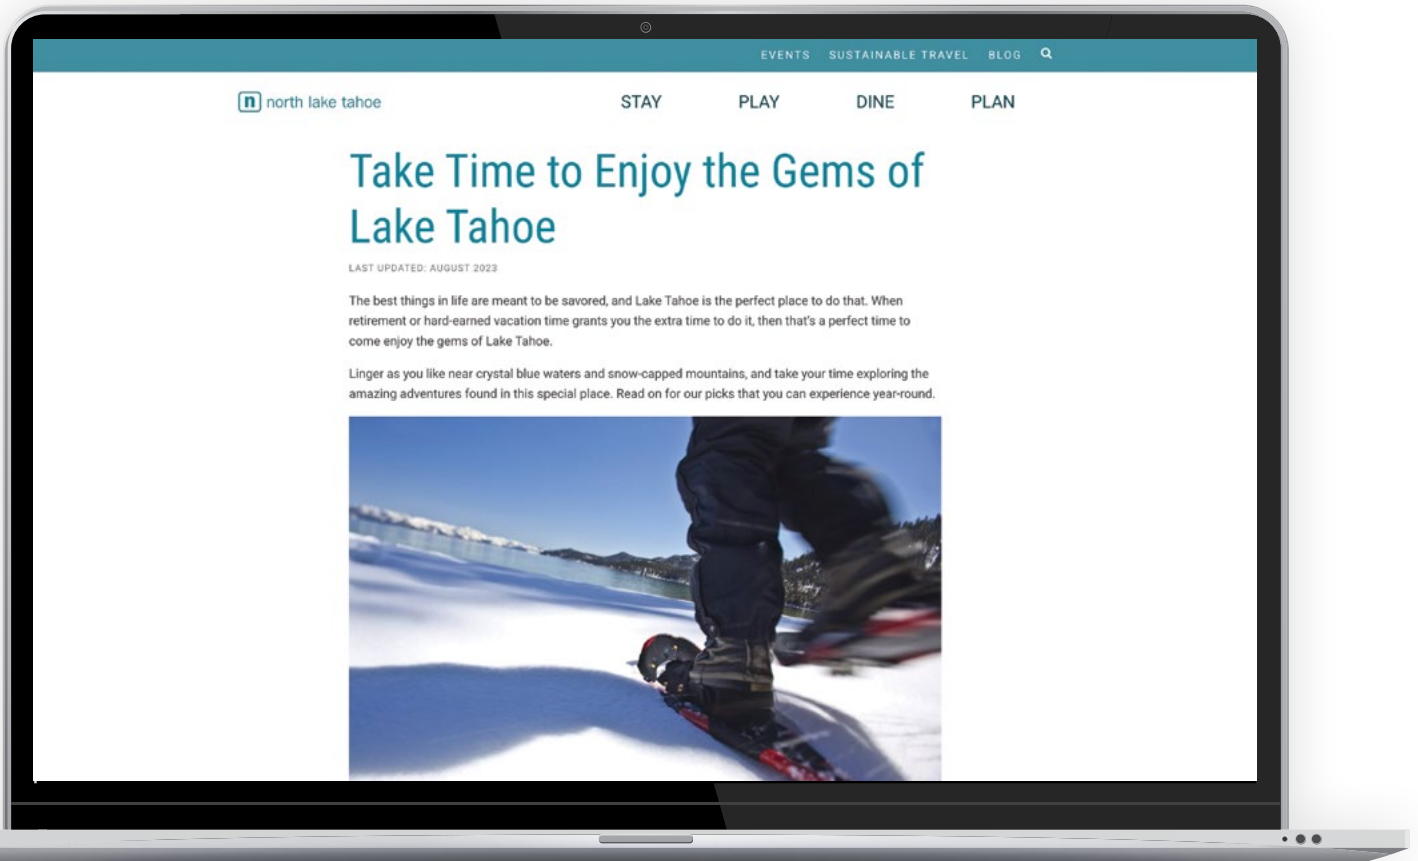 EVENTS SUSTAINABLE TRAVEL BLOG
n north lake tahoe STAY PLAY DINE PLAN
Take Time to Enjoy the Gems of
Lake Tahoe
LAST UPDATED: AUGUST 2023
The best things in life are meant to be savored, and Lake Tahoe is the perfect place to do that. When
retirement or hard-earned vacation time grants you the extra time to do it, then that's a perfect time to
come enjoy the gems of Lake Tahoe.
Linger as you like near crystal blue waters and snow-capped mountains, and take your time exploring the
amazing adventures found in this special place. Read on for our picks that you can experience year-round.